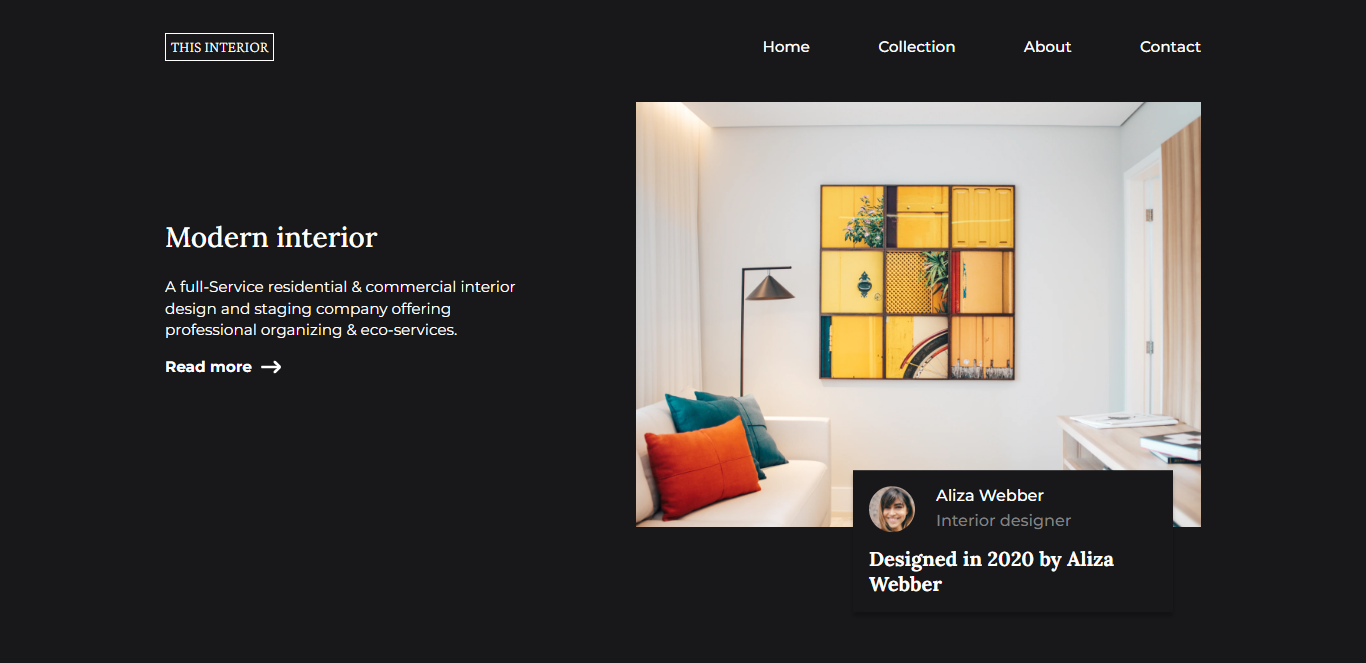 THIS INTERIOR
Home Collection About Contact
Modern interior
A full-Service residential & commercial interior
design and staging company offering
professional organizing & eco-services.
Read more
Aliza Webber
Interior designer
Designed in 2020 by Aliza
Webber